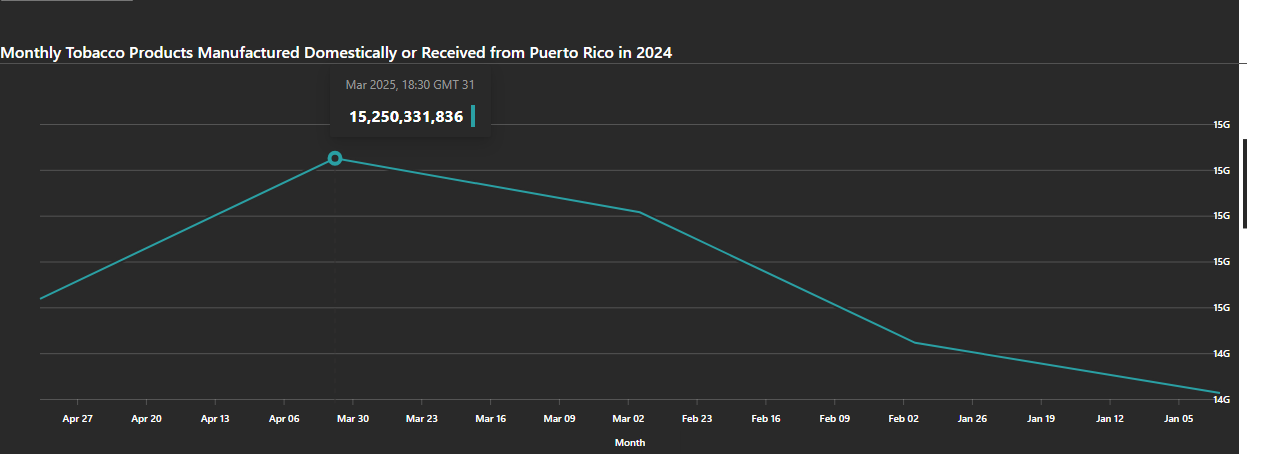 Monthly Tobacco Products Manufactured Domestically or Received from Puerto Rico in 2024
Mar 2025, 18:30 GMT 31
15,250,331,836
15G
15G
15G
15G
15G
14G
14G
Apr 27 Apr 20 Apr 13 Apr 06 Mar 30 Mar 23 Mar 16 Mar 09 Mar 02 Feb 23 Feb 16 Feb 09 Feb 02 Jan 26 Jan 19 Jan 12 Jan 05
Month